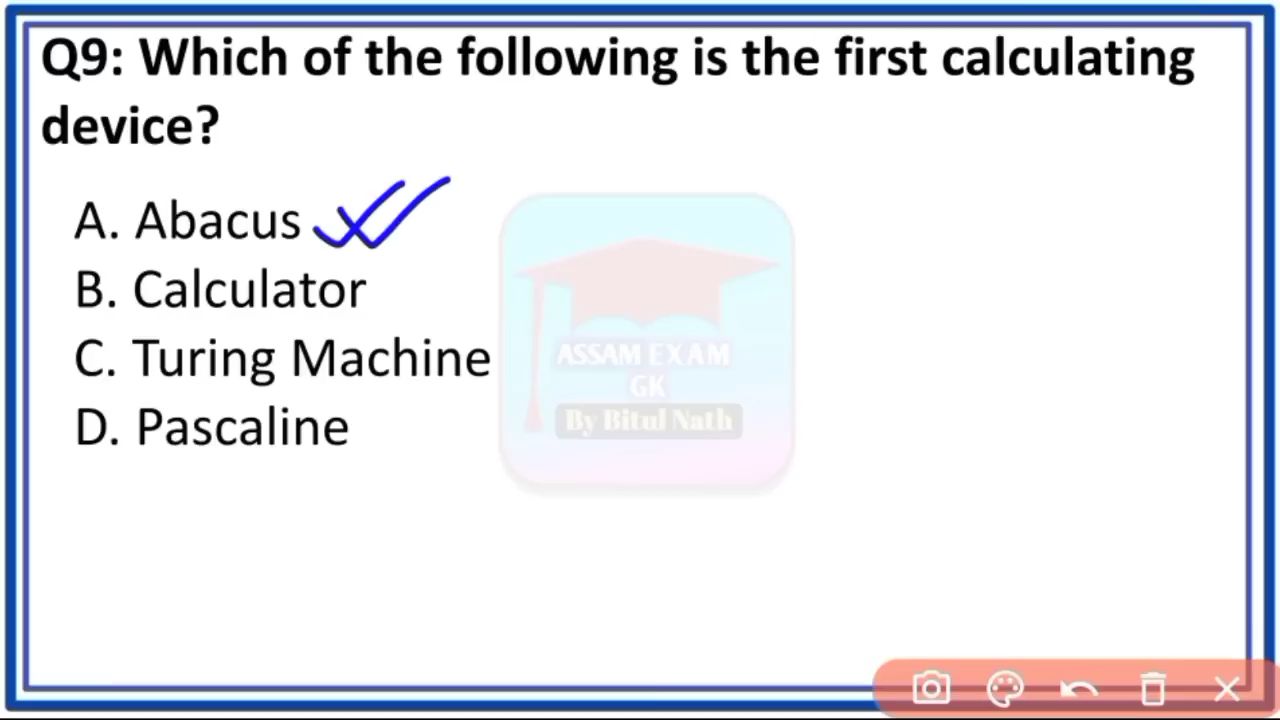 Q9: Which of the following is the first calculating
device?
A. Abacus
B. Calculator
C. Turing Machine
D. Pascaline
ASSAM EXAM
GK
By Bitul Nath